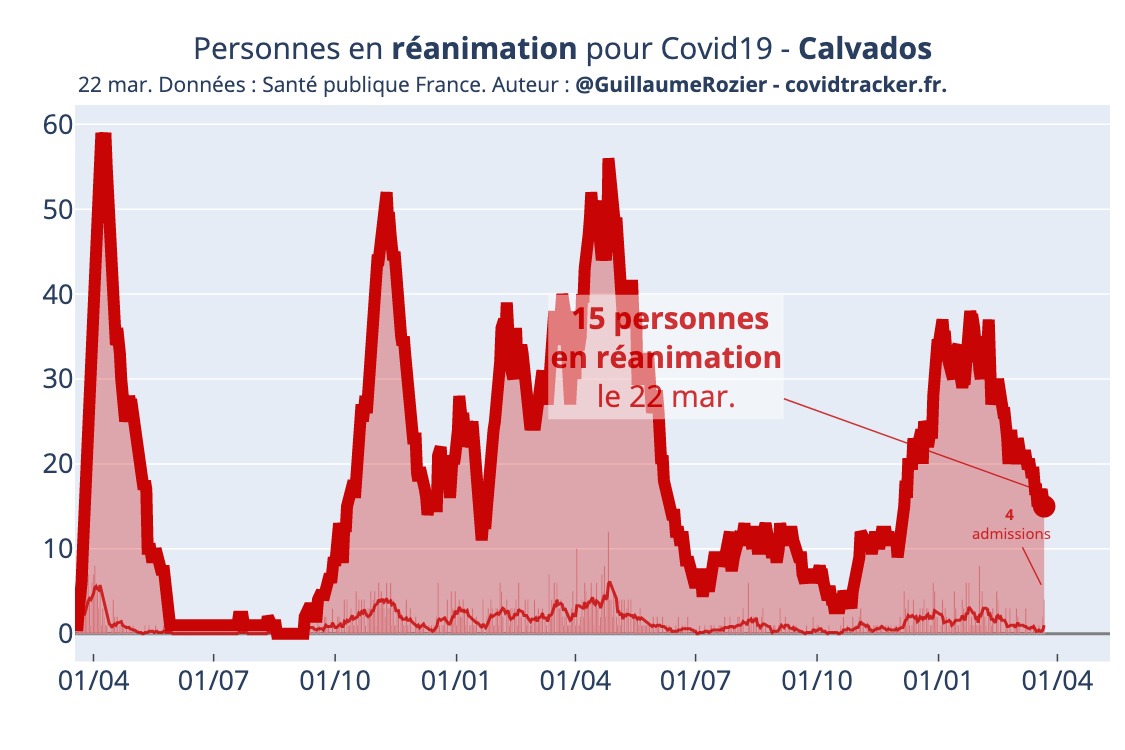 Personnes en réanimation pour Covid19 - Calvados
22 mar. Données : Santé publique France. Auteur : @GuillaumeRozier - covidtracker.fr.
60
50
40
30
20
10
0
15 personnes
en réanimation
le 22 mar.
4
admissions
01/04 01/07 01/10 01/01 01/04 01/07 01/10 01/01 01/04